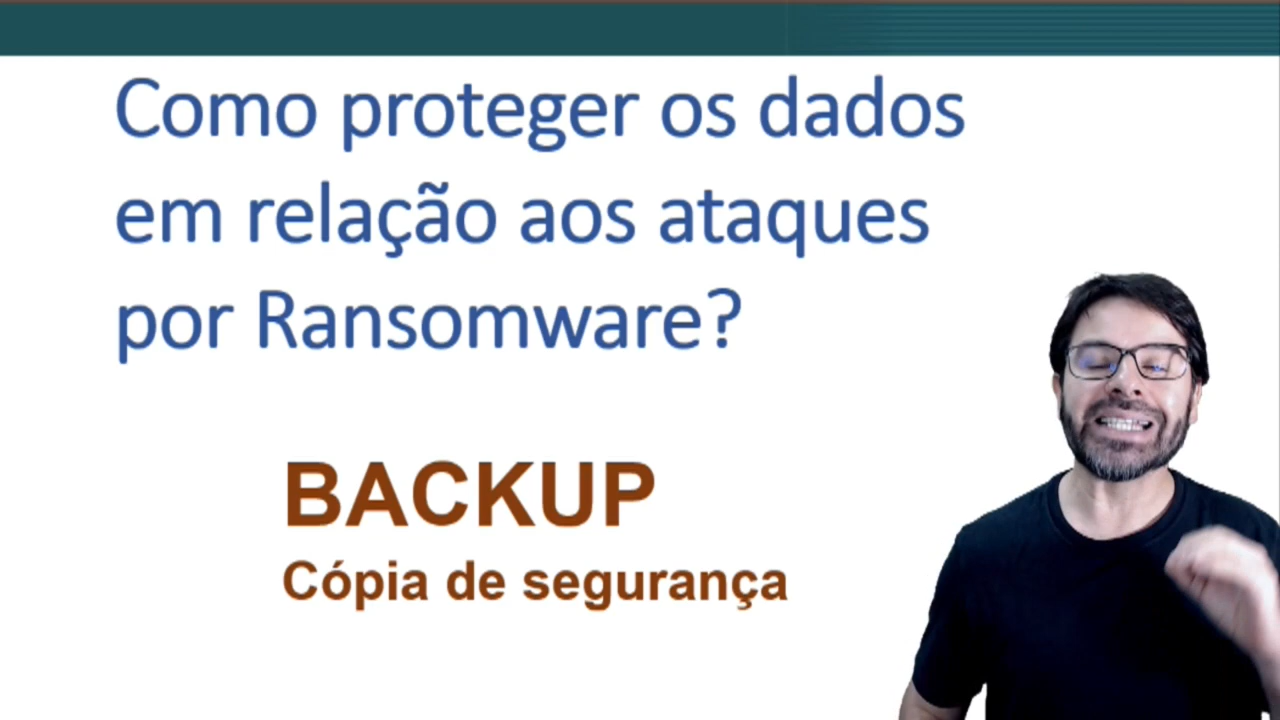 Como proteger os dados
em relação aos ataques
por Ransomware?
BACKUP
Cópia de segurança